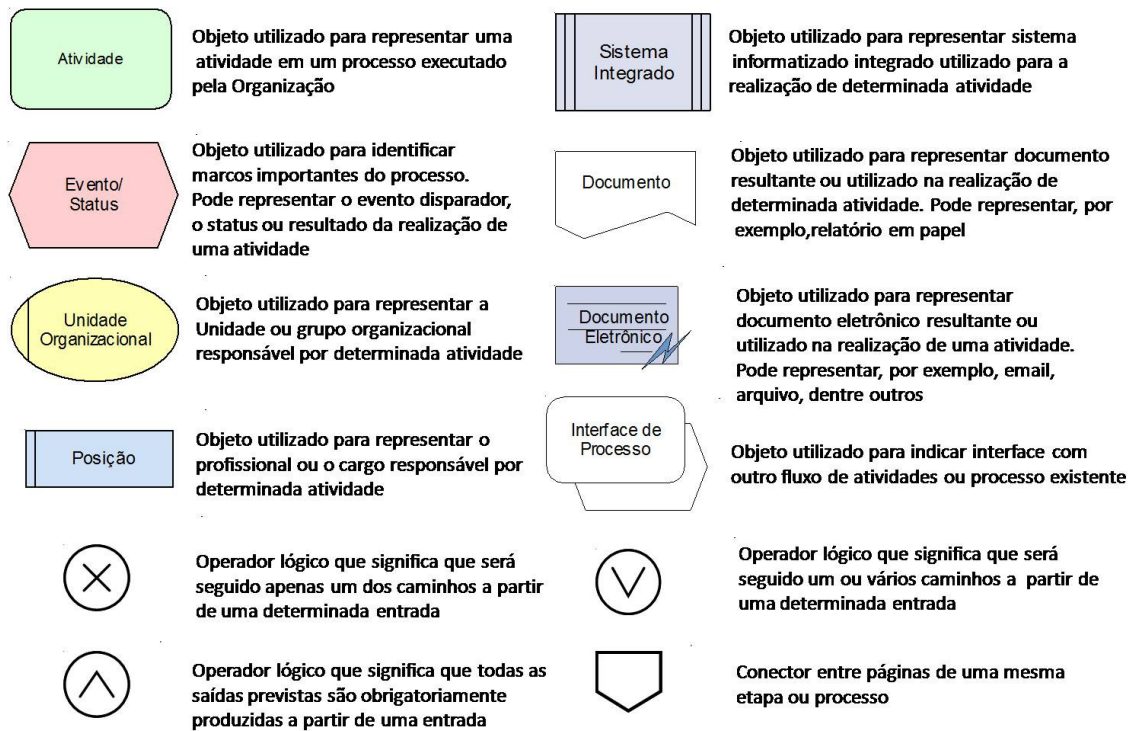 Atividade
Objeto utilizado para representar uma
atividade em um processo executado
pela Organização
Sistema
Integrado
Objeto utilizado para representar sistema
informatizado integrado utilizado para a
realização de determinada atividade
Evento/
Status
Objeto utilizado para identificar
marcos importantes do processo.
Pode representar o evento disparador,
o status ou resultado da realização de
uma atividade
Documento
Objeto utilizado para representar documento
resultante ou utilizado na realização de
determinada atividade. Pode representar, por
exemplo,relatório em papel
Unidade
Organizacional
Objeto utilizado para representar a
Unidade ou grupo organizacional
responsável por determinada atividade
Documento
Eletrônico
Objeto utilizado para representar
documento eletrônico resultante ou
utilizado na realização de uma atividade.
Pode representar, por exemplo, email,
arquivo, dentre outros
Posição
Objeto utilizado para representar o
profissional ou o cargo responsável por
determinada atividade
Interface de
Processo
Objeto utilizado para indicar interface com
outro fluxo de atividades ou processo existente
Operador lógico que significa que será
seguido apenas um dos caminhos a partir
de uma determinada entrada
Operador lógico que significa que será
seguido um ou vários caminhos a partir de
uma determinada entrada
Operador lógico que significa que todas as
saídas previstas são obrigatoriamente
produzidas a partir de uma entrada
Conector entre páginas de uma mesma
etapa ou processo